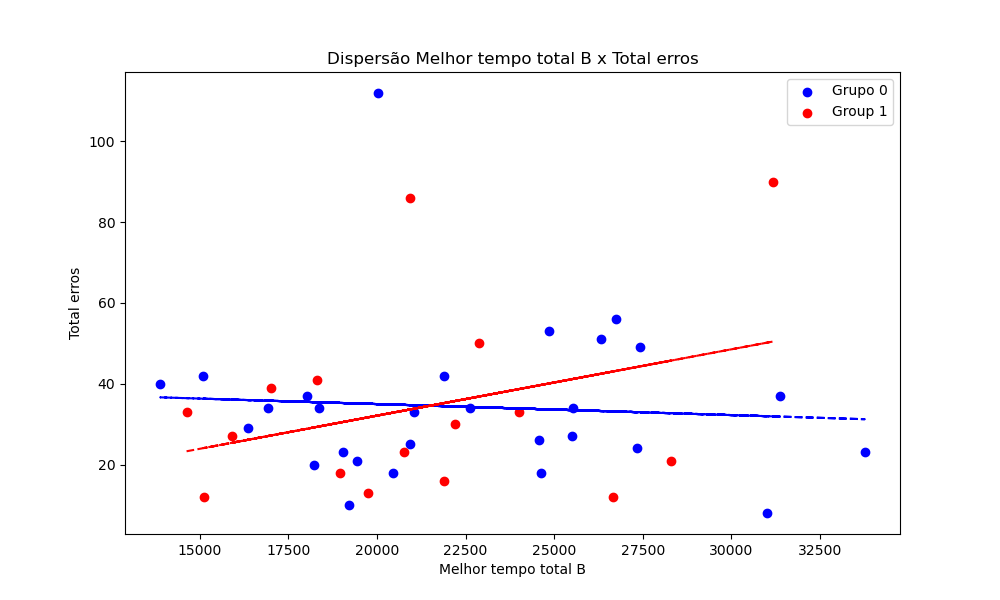 Dispersão Melhor tempo total B x Total erros
Grupo 0
Group 1
Total erros
100
80
60
40
20
15000 17500 20000 22500 25000 27500 30000 32500
Melhor tempo total B